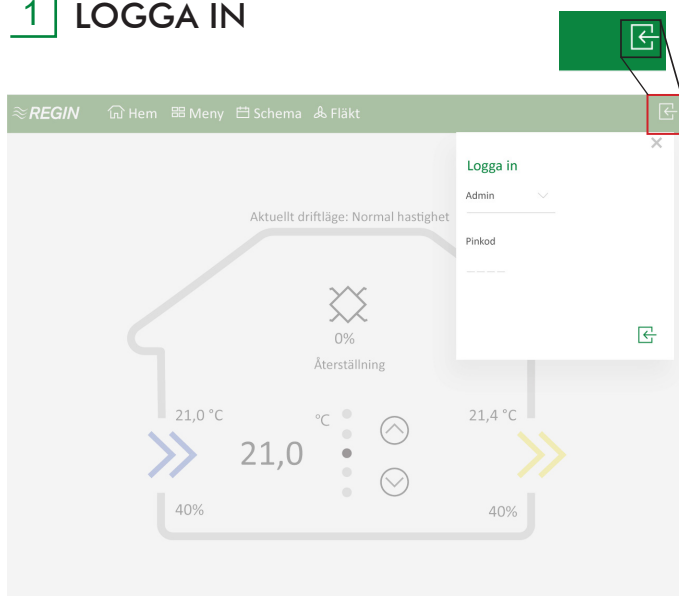 1 LOGGA IN
REGIN Hem Meny Schema Fläkt
Logga in
Admin
Pinkod
Aktuellt driftläge: Normal hastighet
0%
Återställning
21,0 °C
°C
21,0
21,4 °C
40%
40%